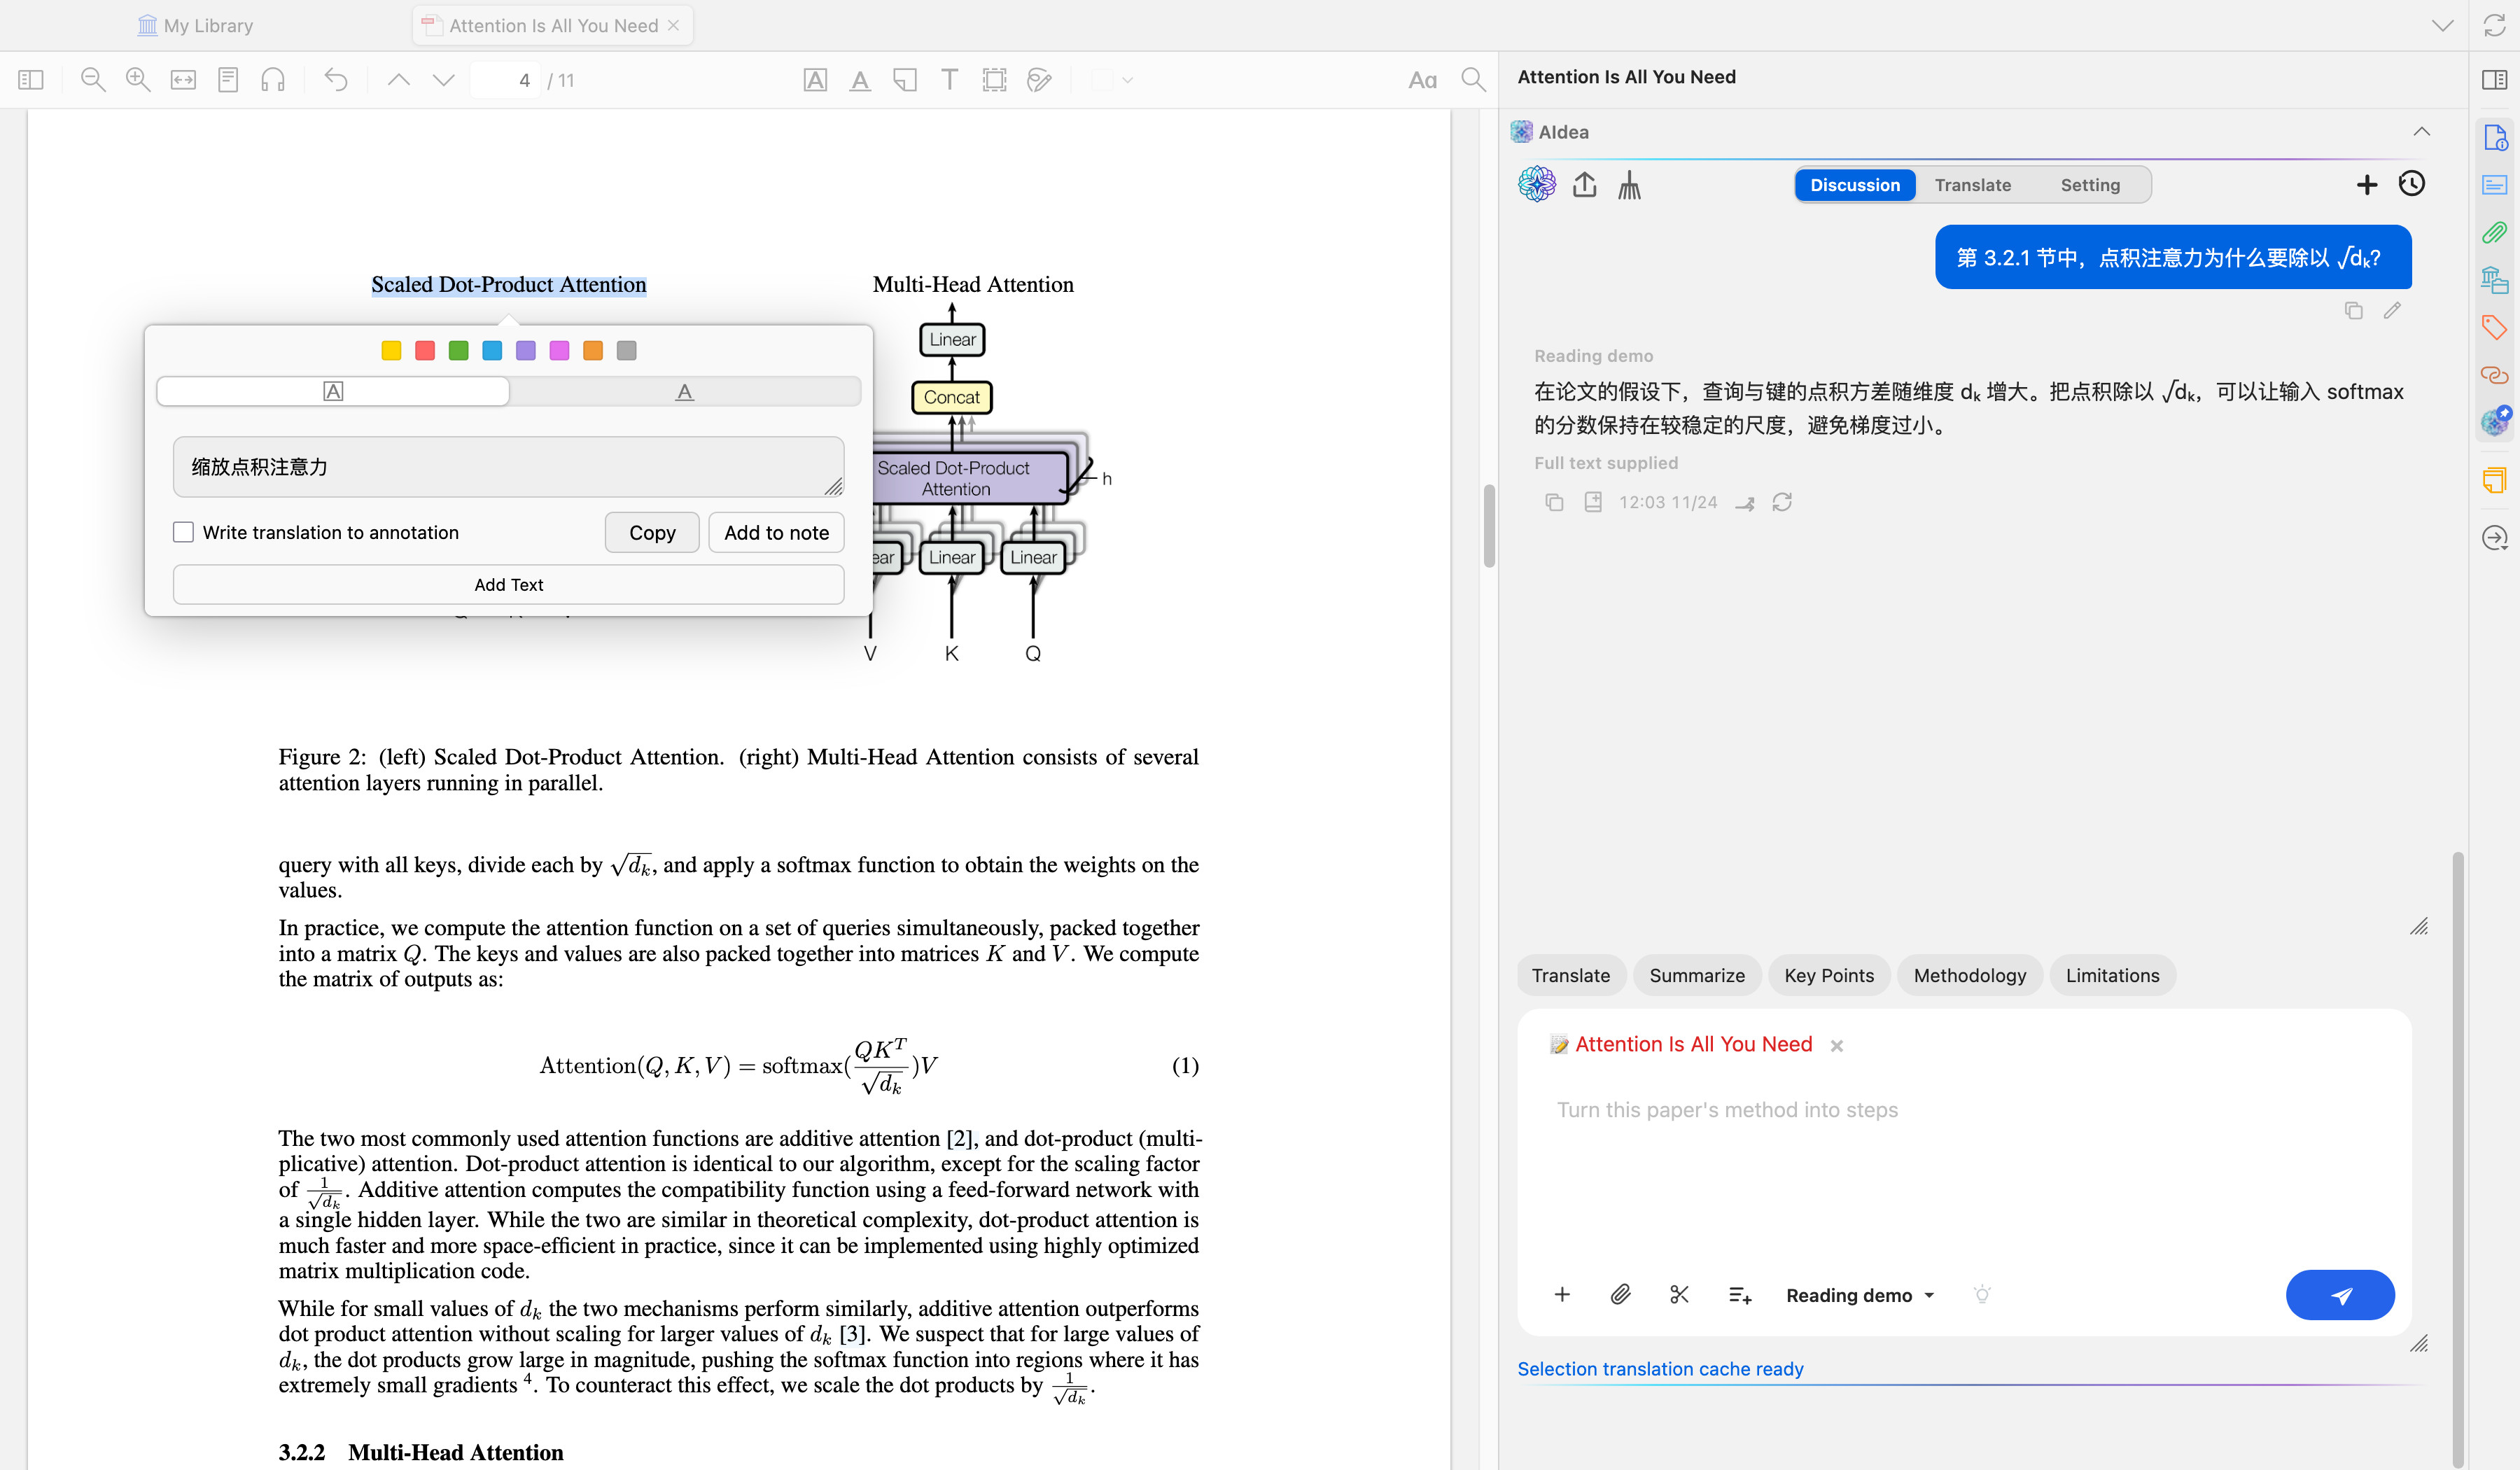 My Library
Attention Is All You Need
4 / 11
Aa
Scaled Dot-Product Attention
缩放点积注意力
Write translation to annotation
Copy
Add to note
Add Text
Multi-Head Attention
Linear
Concat
Scaled Dot-Product
Attention
h
ear
Linear
Linear
V
K
Q
Figure 2: (left) Scaled Dot-Product Attention. (right) Multi-Head Attention consists of several
attention layers running in parallel.
query with all keys, divide each by √dk, and apply a softmax function to obtain the weights on the
values.
In practice, we compute the attention function on a set of queries simultaneously, packed together
into a matrix Q. The keys and values are also packed together into matrices K and V. We compute
the matrix of outputs as:
Attention(Q, K, V) = softmax(QK^T/√dk)V (1)
The two most commonly used attention functions are additive attention [2], and dot-product (multi-
plicative) attention. Dot-product attention is identical to our algorithm, except for the scaling factor
of 1/√dk. Additive attention computes the compatibility function using a feed-forward network with
a single hidden layer. While the two are similar in theoretical complexity, dot-product attention is
much faster and more space-efficient in practice, since it can be implemented using highly optimized
matrix multiplication code.
While for small values of dk the two mechanisms perform similarly, additive attention outperforms
dot product attention without scaling for larger values of dk [3]. We suspect that for large values of
dk, the dot products grow large in magnitude, pushing the softmax function into regions where it has
extremely small gradients 4. To counteract this effect, we scale the dot products by 1/√dk.
3.2.2 Multi-Head Attention
Attention Is All You Need
AIdea
Discussion
Translate
Setting
第 3.2.1 节中，点积注意力为什么要除以 √dₖ?
Reading demo
在论文的假设下，查询与键的点积方差随维度 dₖ 增大。把点积除以 √dₖ，可以让输入 softmax
的分数保持在较稳定的尺度，避免梯度过小。
Full text supplied
12:03 11/24
Translate
Summarize
Key Points
Methodology
Limitations
Attention Is All You Need
Turn this paper's method into steps
Reading demo
Selection translation cache ready